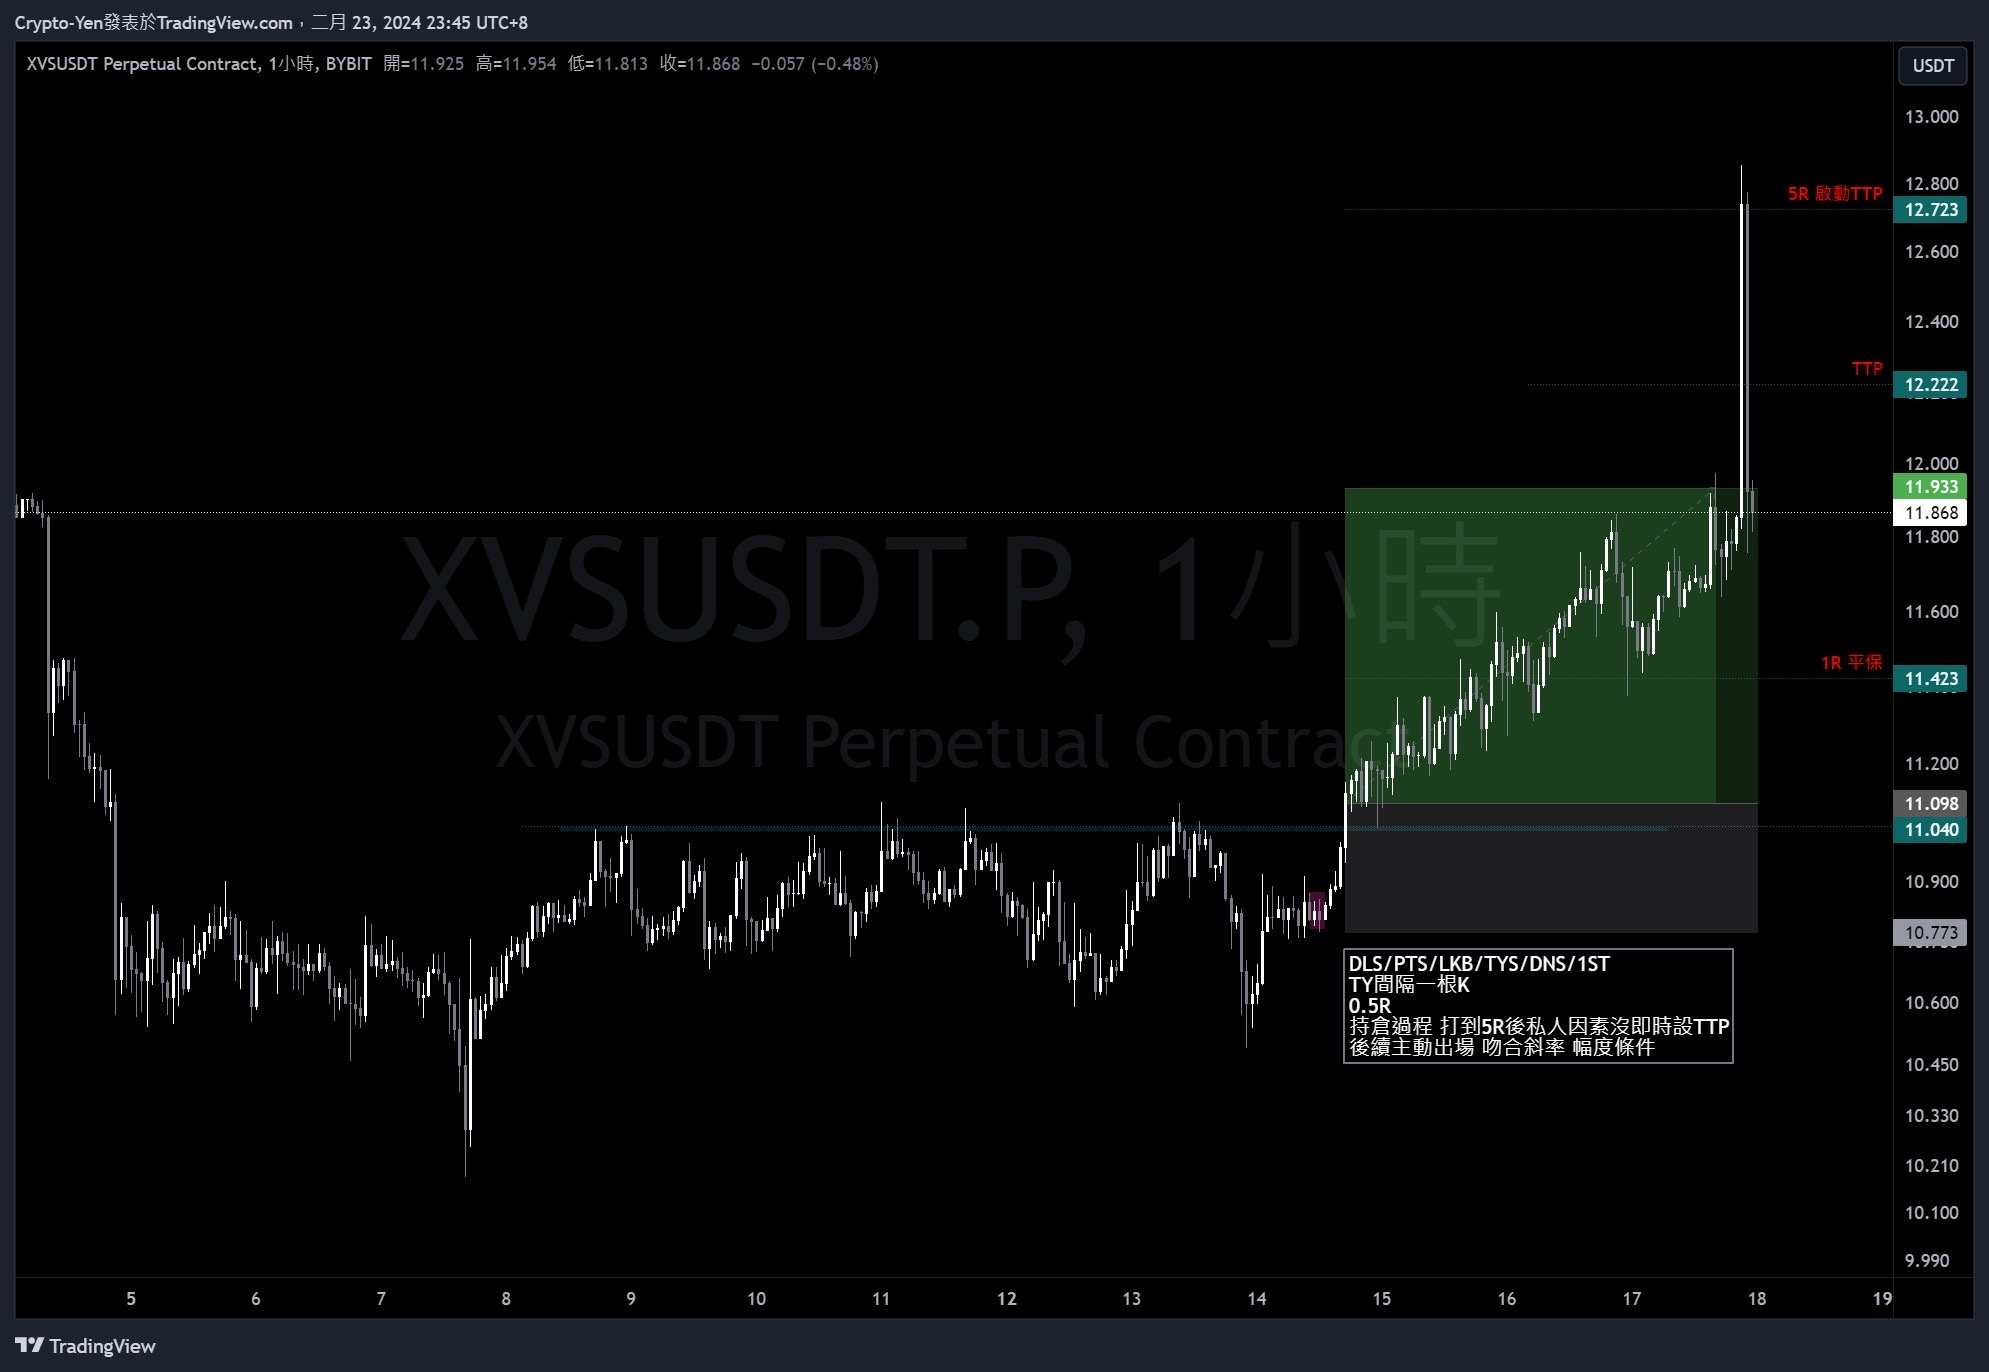 Crypto-Yen發表於TradingView.com，二月 23, 2024 23:45 UTC+8
XVSUSDT Perpetual Contract, 1小時, BYBIT 開=11.925 高=11.954 低=11.813 收=11.868 −0.057 (−0.48%)
USDT
13.000
12.800
5R 啟動TTP
12.723
12.600
12.400
TTP
12.222
12.000
11.933
11.868
11.800
XVSUSDT.P, 1小時
11.600
1R 平保
11.423
XVSUSDT Perpetual Contract
11.200
11.098
11.040
10.900
10.773
DLS/PTS/LKB/TYS/DNS/1ST
TY間隔一根K
0.5R
持倉過程 打到5R後私人因素沒即時設TTP
後續主動出場 吻合斜率 幅度條件
10.600
10.450
10.330
10.210
10.100
9.990
5 6 7 8 9 10 11 12 13 14 15 16 17 18 19
TradingView